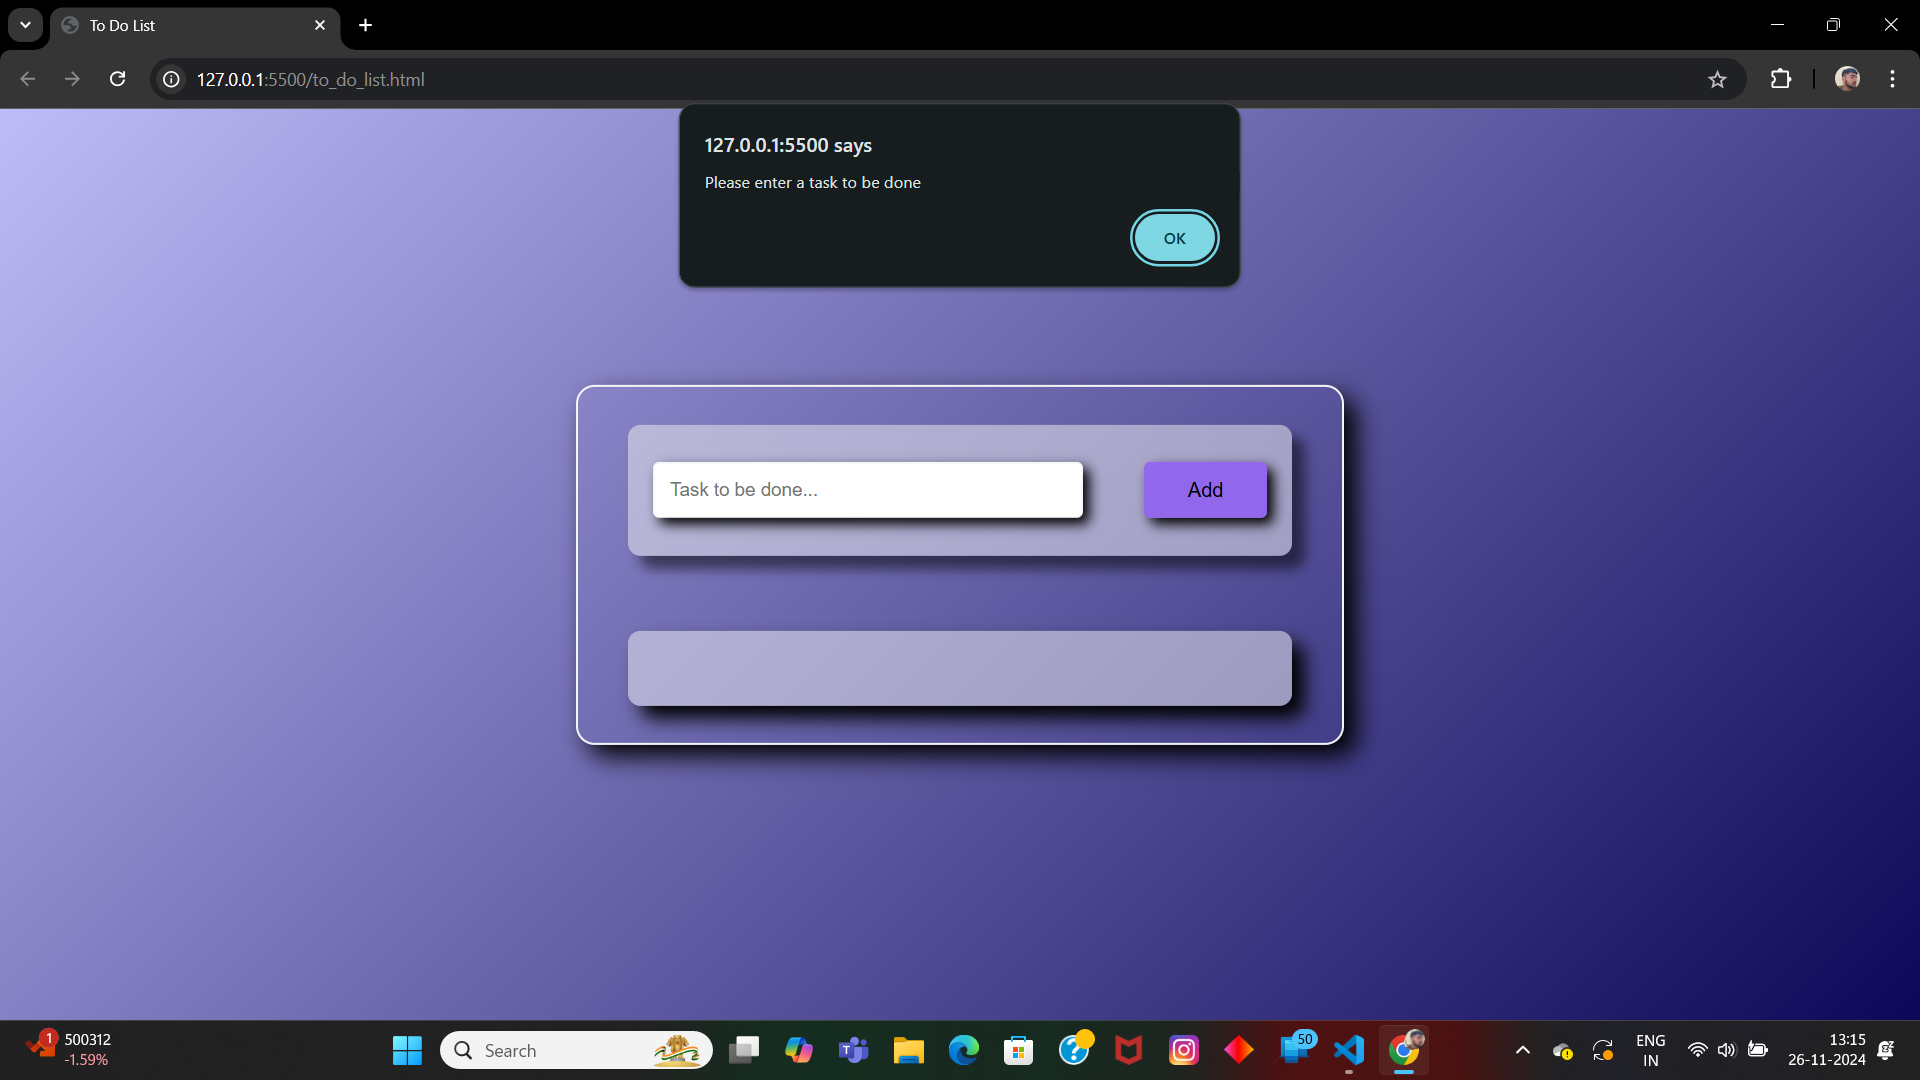 To Do List
127.0.0.1:5500/to_do_list.html
127.0.0.1:5500 says
Please enter a task to be done
OK
Task to be done...
Add
1
500312
-1.59%
Search
T
50
ENG
IN
13:15
26-11-2024